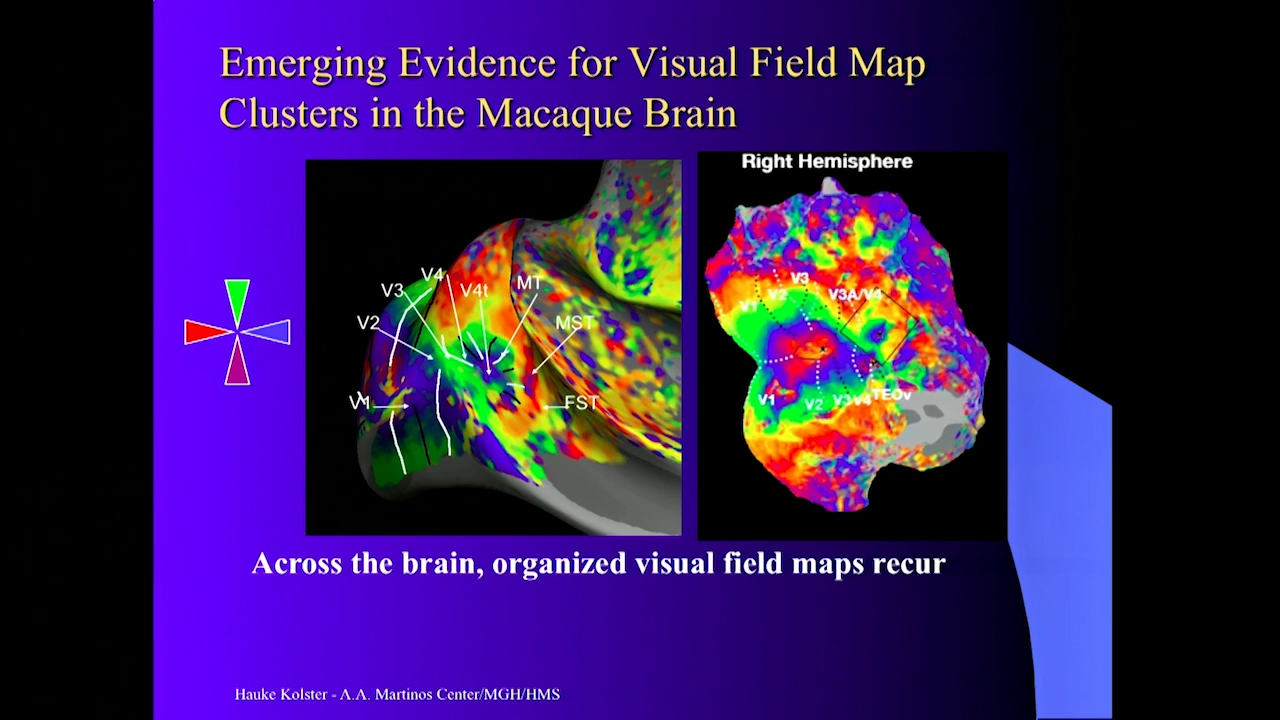 Emerging Evidence for Visual Field Map
Clusters in the Macaque Brain
Right Hemisphere
V4
V3
V4t
MT
V2
MST
V1
FST
V3
V2
V3A/V4
V1
V1
V2
V3
V4
TEOv
Across the brain, organized visual field maps recur
Hauke Kolster - A.A. Martinos Center/MGH/HMS